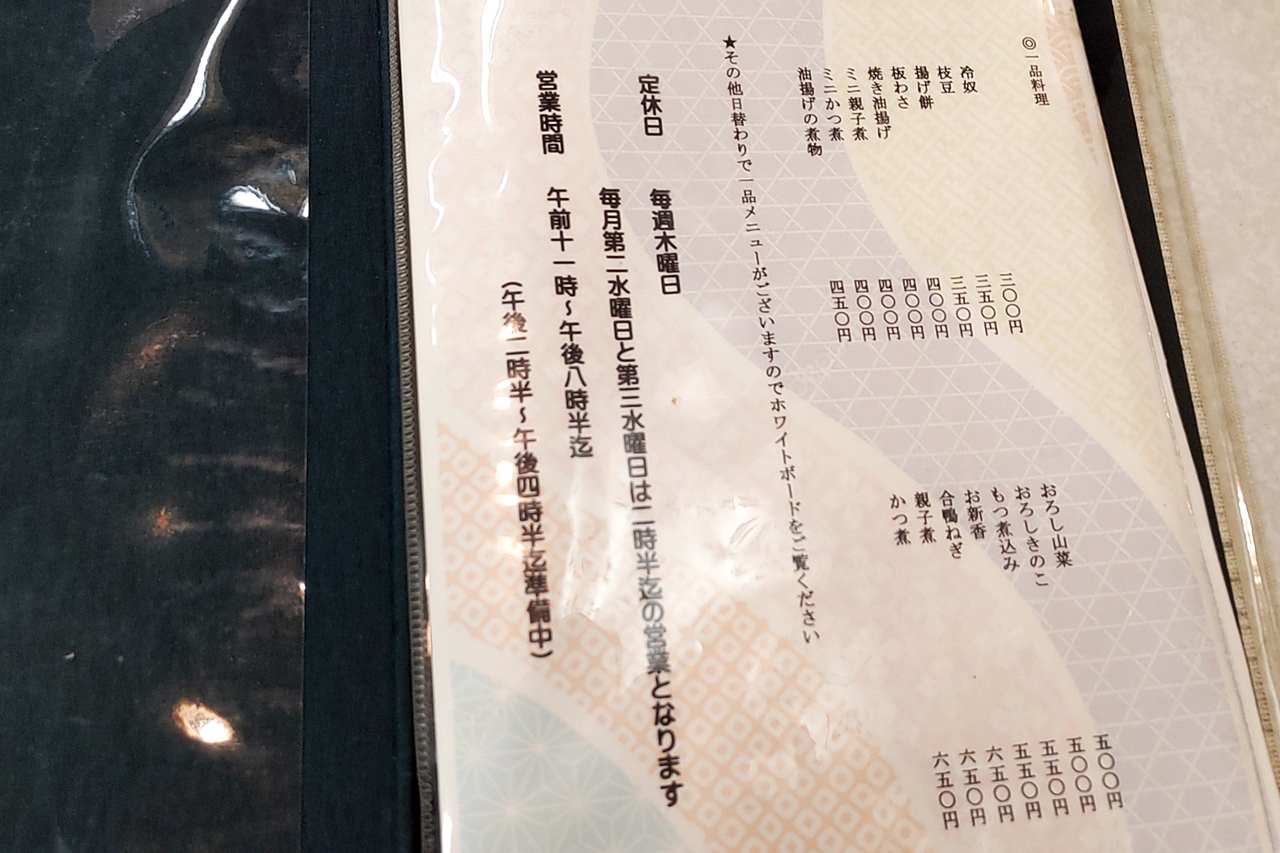 ◎一品料理
冷奴 三〇〇円 おろし山菜 五〇〇円
枝豆 三五〇円 おろしきのこ 五〇〇円
揚げ餅 三五〇円 もつ煮込み 五五〇円
板わさ 四〇〇円 お新香 五五〇円
焼き油揚げ 四〇〇円 合鴨ねぎ 六五〇円
ミニ親子煮 四〇〇円 親子煮 六五〇円
ミニかつ煮 四〇〇円 かつ煮 六五〇円
油揚げの煮物 四五〇円
★その他日替わりで一品メニューがございますのでホワイトボードをご覧ください
定休日 毎週木曜日
毎月第二水曜日と第三水曜日は二時半迄の営業となります
営業時間 午前十一時～午後八時半迄
(午後二時半～午後四時半迄準備中)